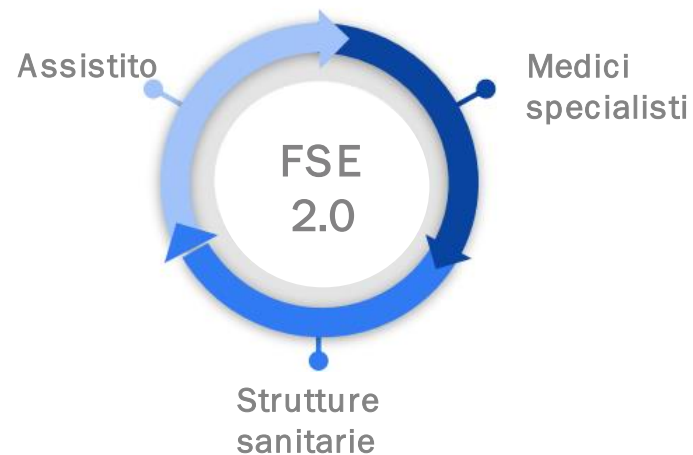 Assistito
Medici
specialisti
FSE
2.0
Strutture
sanitarie